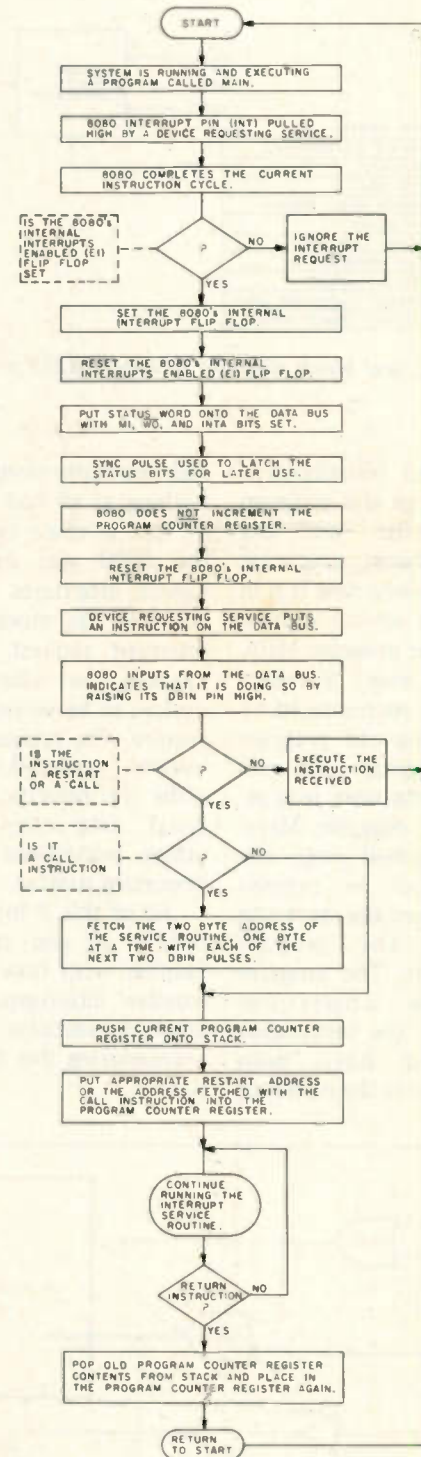 START
SYSTEM IS RUNNING AND EXECUTING
A PROGRAM CALLED MAIN.
8080 INTERRUPT PIN (INT) PULLED
HIGH BY A DEVICE REQUESTING SERVICE.
8080 COMPLETES THE CURRENT
INSTRUCTION CYCLE.
IS THE 8080's
INTERNAL
INTERRUPTS
ENABLED (EI)
FLIP FLOP
SET
?
NO
IGNORE THE
INTERRUPT
REQUEST
YES
SET THE 8080's INTERNAL
INTERRUPT FLIP FLOP.
RESET THE 8080's INTERNAL
INTERRUPTS ENABLED (EI) FLIP FLOP.
PUT STATUS WORD ONTO THE DATA BUS
WITH MI, W̅O̅, AND INTA BITS SET.
SYNC PULSE USED TO LATCH THE
STATUS BITS FOR LATER USE.
8080 DOES NOT INCREMENT THE
PROGRAM COUNTER REGISTER.
RESET THE 8080's INTERNAL
INTERRUPT FLIP FLOP.
DEVICE REQUESTING SERVICE PUTS
AN INSTRUCTION ON THE DATA BUS.
8080 INPUTS FROM THE DATA BUS.
INDICATES THAT IT IS DOING SO BY
RAISING ITS DBIN PIN HIGH.
IS THE
INSTRUCTION
A RESTART
OR A CALL
?
NO
EXECUTE THE
INSTRUCTION
RECEIVED
YES
IS IT
A CALL
INSTRUCTION
?
NO
YES
FETCH THE TWO BYTE ADDRESS OF
THE SERVICE ROUTINE, ONE BYTE
AT A TIME WITH EACH OF THE
NEXT TWO DBIN PULSES.
PUSH CURRENT PROGRAM COUNTER
REGISTER ONTO STACK.
PUT APPROPRIATE RESTART ADDRESS
OR THE ADDRESS FETCHED WITH THE
CALL INSTRUCTION INTO THE
PROGRAM COUNTER REGISTER.
CONTINUE
RUNNING THE
INTERRUPT
SERVICE
ROUTINE.
RETURN
INSTRUCTION
?
NO
YES
POP OLD PROGRAM COUNTER REGISTER
CONTENTS FROM STACK AND PLACE IN
THE PROGRAM COUNTER REGISTER AGAIN.
RETURN
TO START